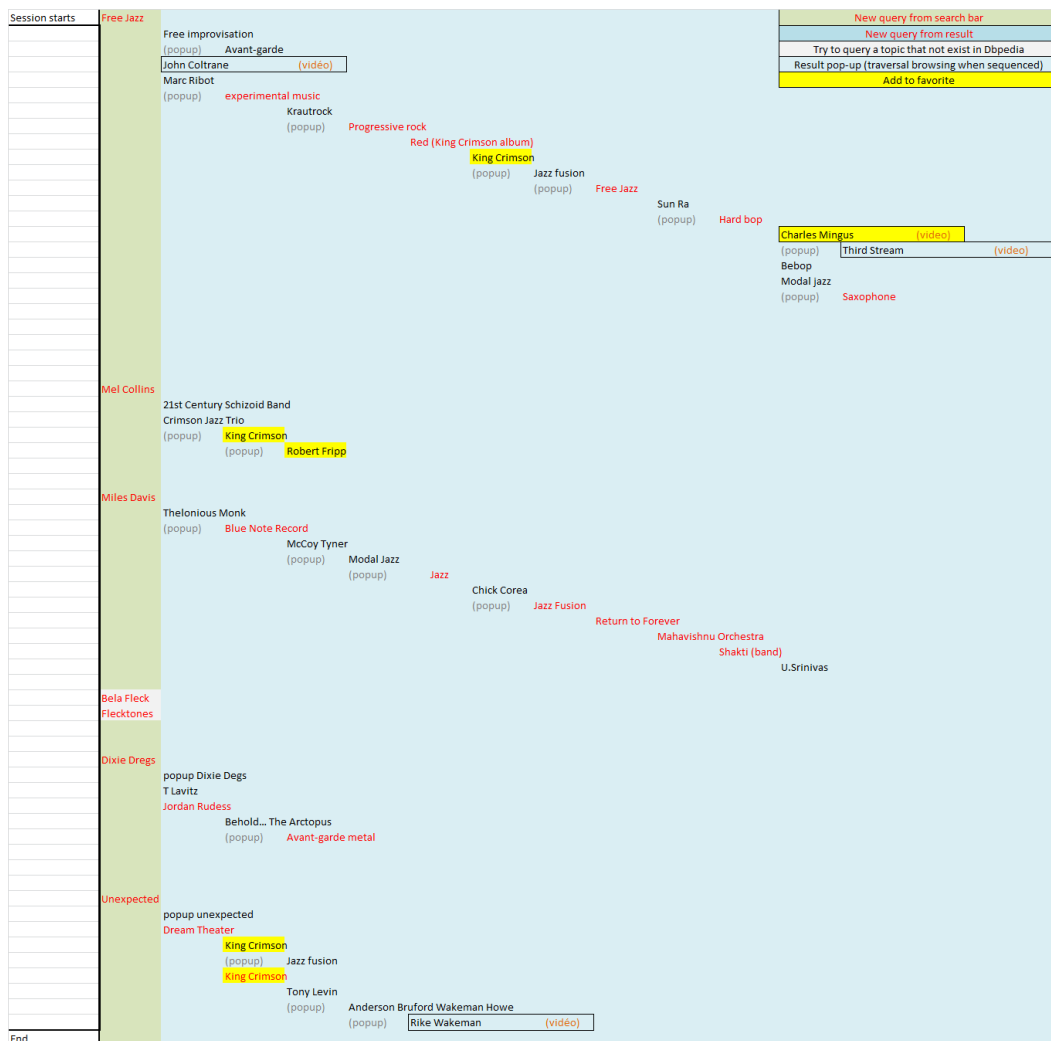 Session starts Free Jazz New query from search bar
Free improvisation New query from result
(popup) Avant-garde Try to query a topic that not exist in Dbpedia
John Coltrane (vidéo) Result pop-up (traversal browsing when sequenced)
Marc Ribot Add to favorite
(popup) experimental music
Krautrock
(popup) Progressive rock
Red (King Crimson album)
King Crimson
(popup) Jazz fusion
(popup) Free Jazz
Sun Ra
(popup) Hard bop
Charles Mingus (video)
(popup) Third Stream (video)
Bebop
Modal jazz
(popup) Saxophone
Mel Collins
21st Century Schizoid Band
Crimson Jazz Trio
(popup) King Crimson
(popup) Robert Fripp
Miles Davis
Thelonious Monk
(popup) Blue Note Record
McCoy Tyner
(popup) Modal Jazz
(popup) Jazz
Chick Corea
(popup) Jazz Fusion
Return to Forever
Mahavishnu Orchestra
Shakti (band)
U.Srinivas
Bela Fleck
Flecktones
Dixie Dregs
popup Dixie Degs
T Lavitz
Jordan Rudess
Behold... The Arctopus
(popup) Avant-garde metal
Unexpected
popup unexpected
Dream Theater
King Crimson
(popup) Jazz fusion
King Crimson
Tony Levin
(popup) Anderson Bruford Wakeman Howe
(popup) Rike Wakeman (vidéo)
End